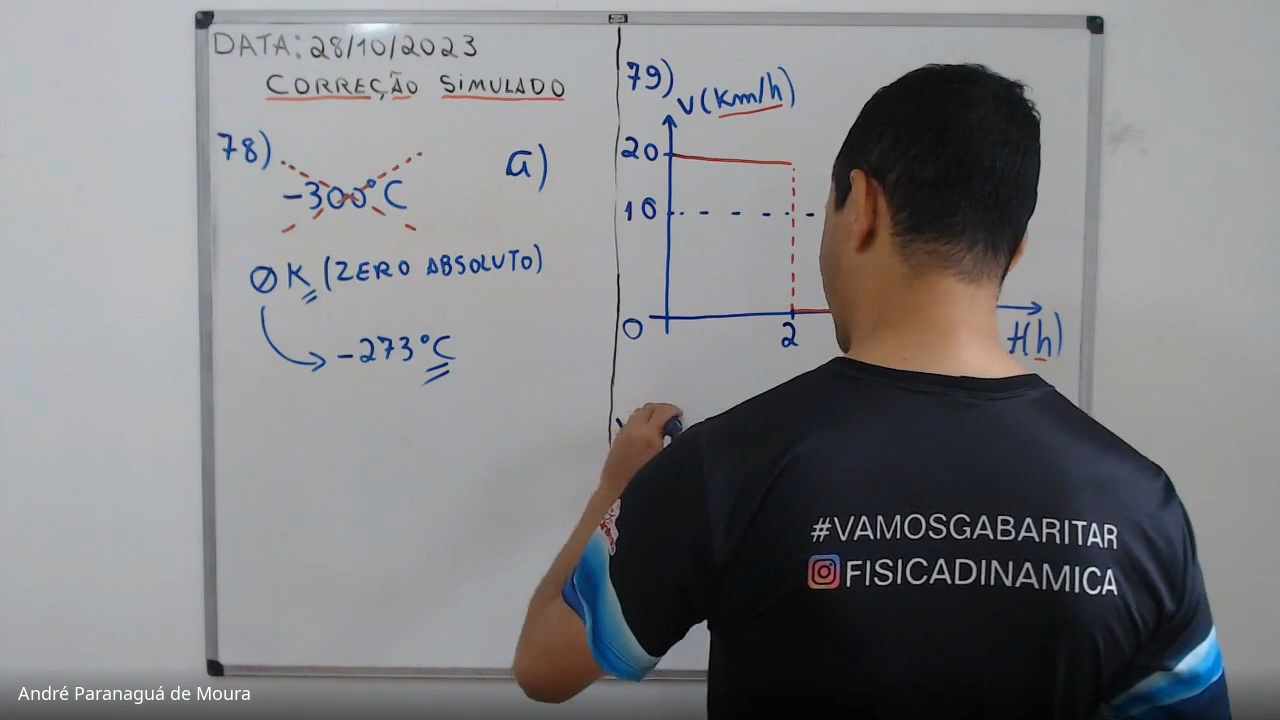 DATA: 28/10/2023
CORREÇÃO SIMULADO
78)
a)
-300°C
0 K (ZERO ABSOLUTO)
-273°C
79)
V(Km/h)
20
10
0
2
t(h)
#VAMOSGABARITAR
FISICADINAMICA
André Paranaguá de Moura